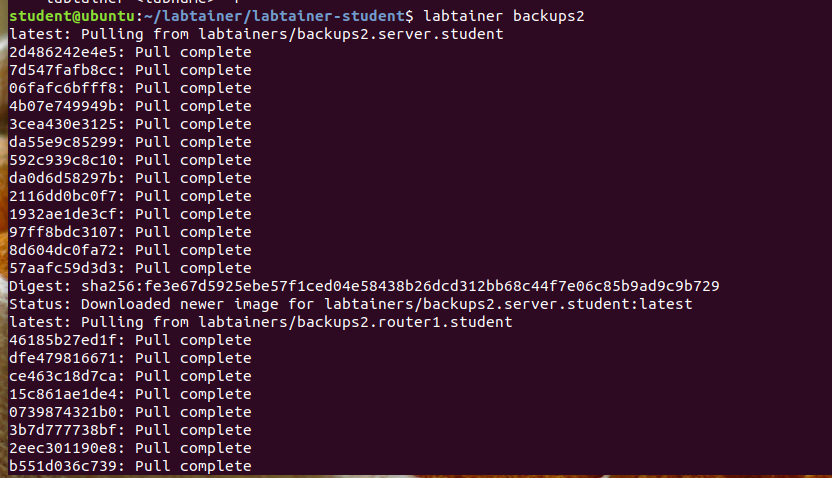 student@ubuntu:~/labtainer/labtainer-student$ labtainer backups2
latest: Pulling from labtainers/backups2.server.student
2d486242e4e5: Pull complete
7d547fafb8cc: Pull complete
06fafc6bfff8: Pull complete
4b07e749949b: Pull complete
3cea430e3125: Pull complete
da55e9c85299: Pull complete
592c939c8c10: Pull complete
da0d6d58297b: Pull complete
2116dd0bc0f7: Pull complete
1932ae1de3cf: Pull complete
97ff8bdc3107: Pull complete
8d604dc0fa72: Pull complete
57aafc59d3d3: Pull complete
Digest: sha256:fe3e67d5925ebe57f1ced04e58438b26dcd312bb68c44f7e06c85b9ad9c9b729
Status: Downloaded newer image for labtainers/backups2.server.student:latest
latest: Pulling from labtainers/backups2.router1.student
46185b27ed1f: Pull complete
dfe479816671: Pull complete
ce463c18d7ca: Pull complete
15c861ae1de4: Pull complete
0739874321b0: Pull complete
3b7d777738bf: Pull complete
2eec301190e8: Pull complete
b551d036c739: Pull complete